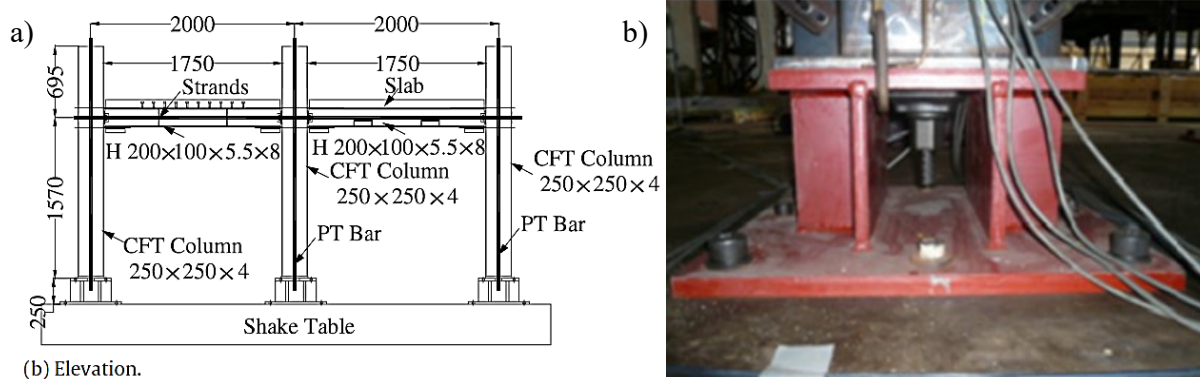 a)
b)
2000
2000
695
1750
1750
Strands
Slab
H 200×100×5.5×8
H 200×100×5.5×8
CFT Column
250×250×4
CFT Column
250×250×4
1570
PT Bar
PT Bar
CFT Column
250×250×4
250
Shake Table
(b) Elevation.